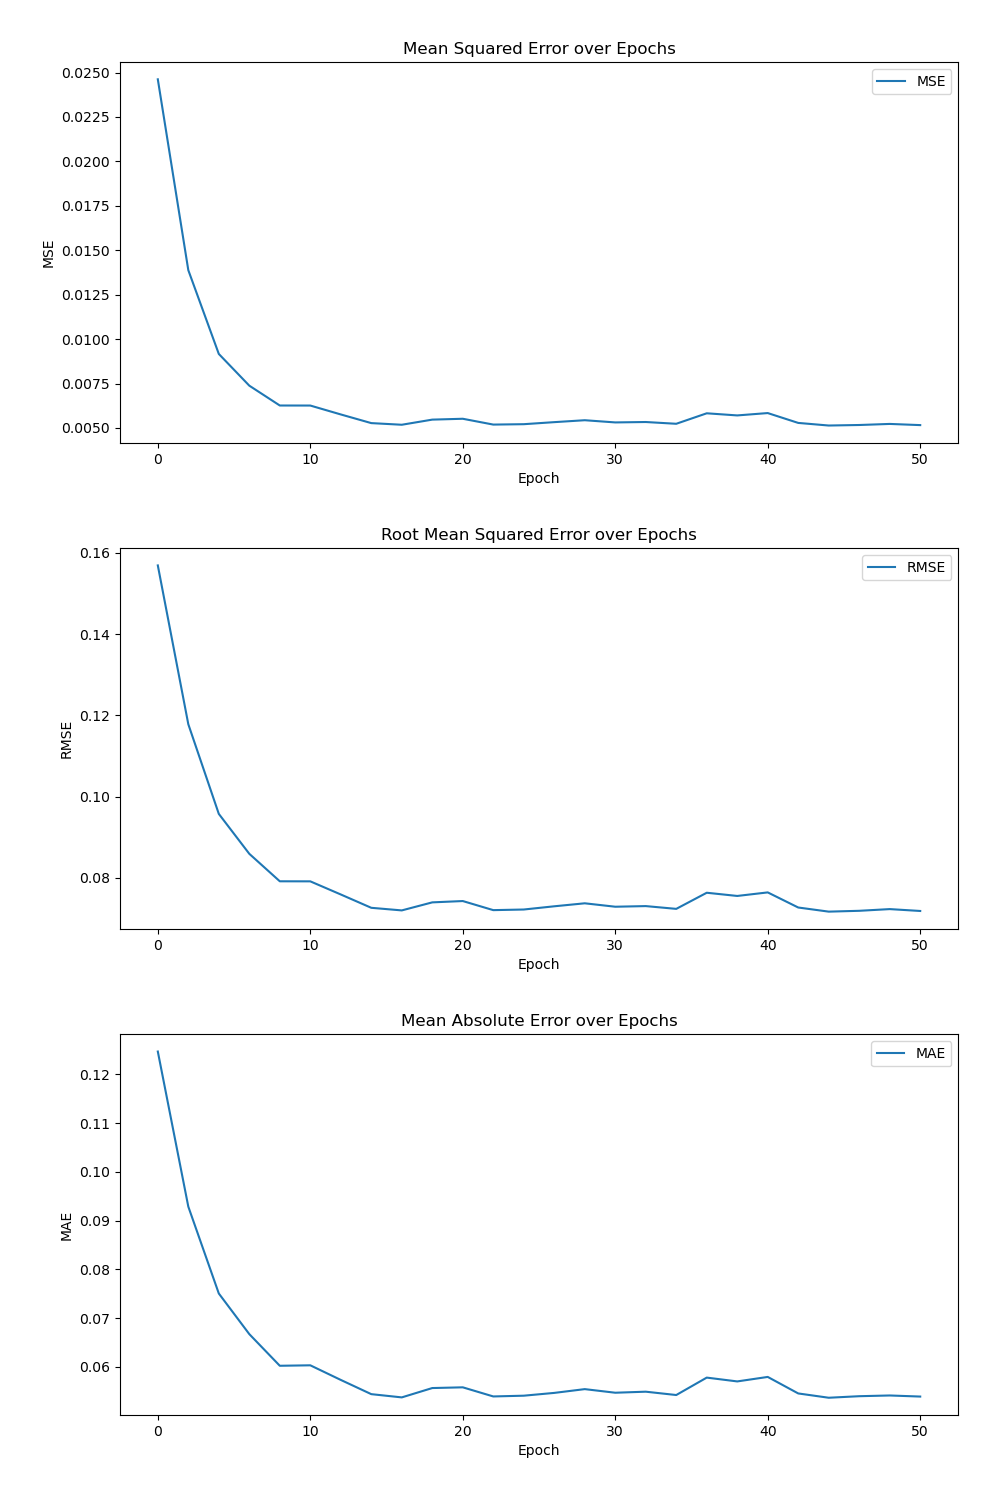 Mean Squared Error over Epochs
MSE
0.0250
0.0225
0.0200
0.0175
0.0150
0.0125
0.0100
0.0075
0.0050
MSE
0 10 20 30 40 50
Epoch
Root Mean Squared Error over Epochs
RMSE
0.16
0.14
0.12
0.10
0.08
RMSE
0 10 20 30 40 50
Epoch
Mean Absolute Error over Epochs
MAE
0.12
0.11
0.10
0.09
0.08
0.07
0.06
MAE
0 10 20 30 40 50
Epoch